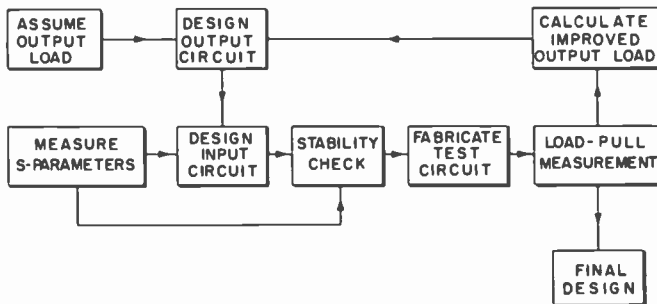 ASSUME
OUTPUT
LOAD
DESIGN
OUTPUT
CIRCUIT
CALCULATE
IMPROVED
OUTPUT LOAD
MEASURE
S-PARAMETERS
DESIGN
INPUT
CIRCUIT
STABILITY
CHECK
FABRICATE
TEST
CIRCUIT
LOAD-PULL
MEASUREMENT
FINAL
DESIGN